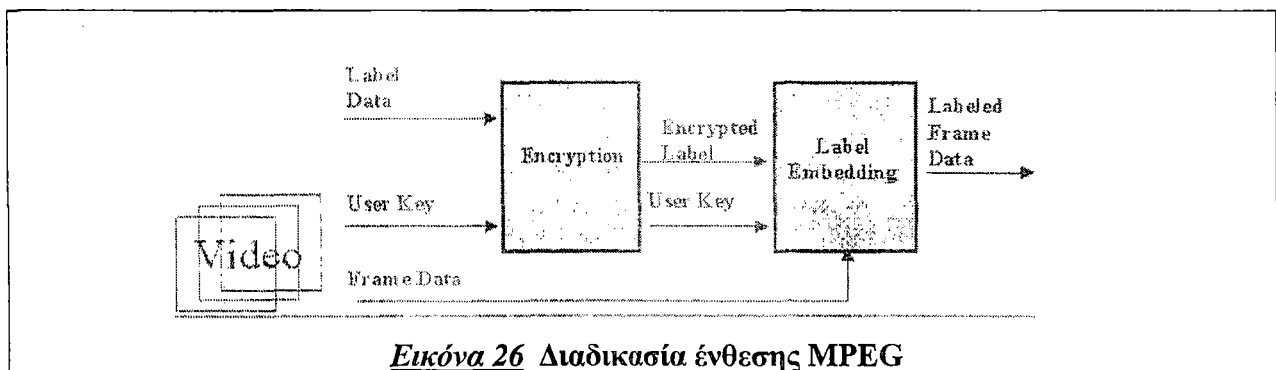 Label
Data
Encryption
Encrypted
Label
Label
Embedding
Labeled
Frame
Data
User Key
User Key
Video
Frame Data
Εικόνα 26 Διαδικασία ένθεσης MPEG